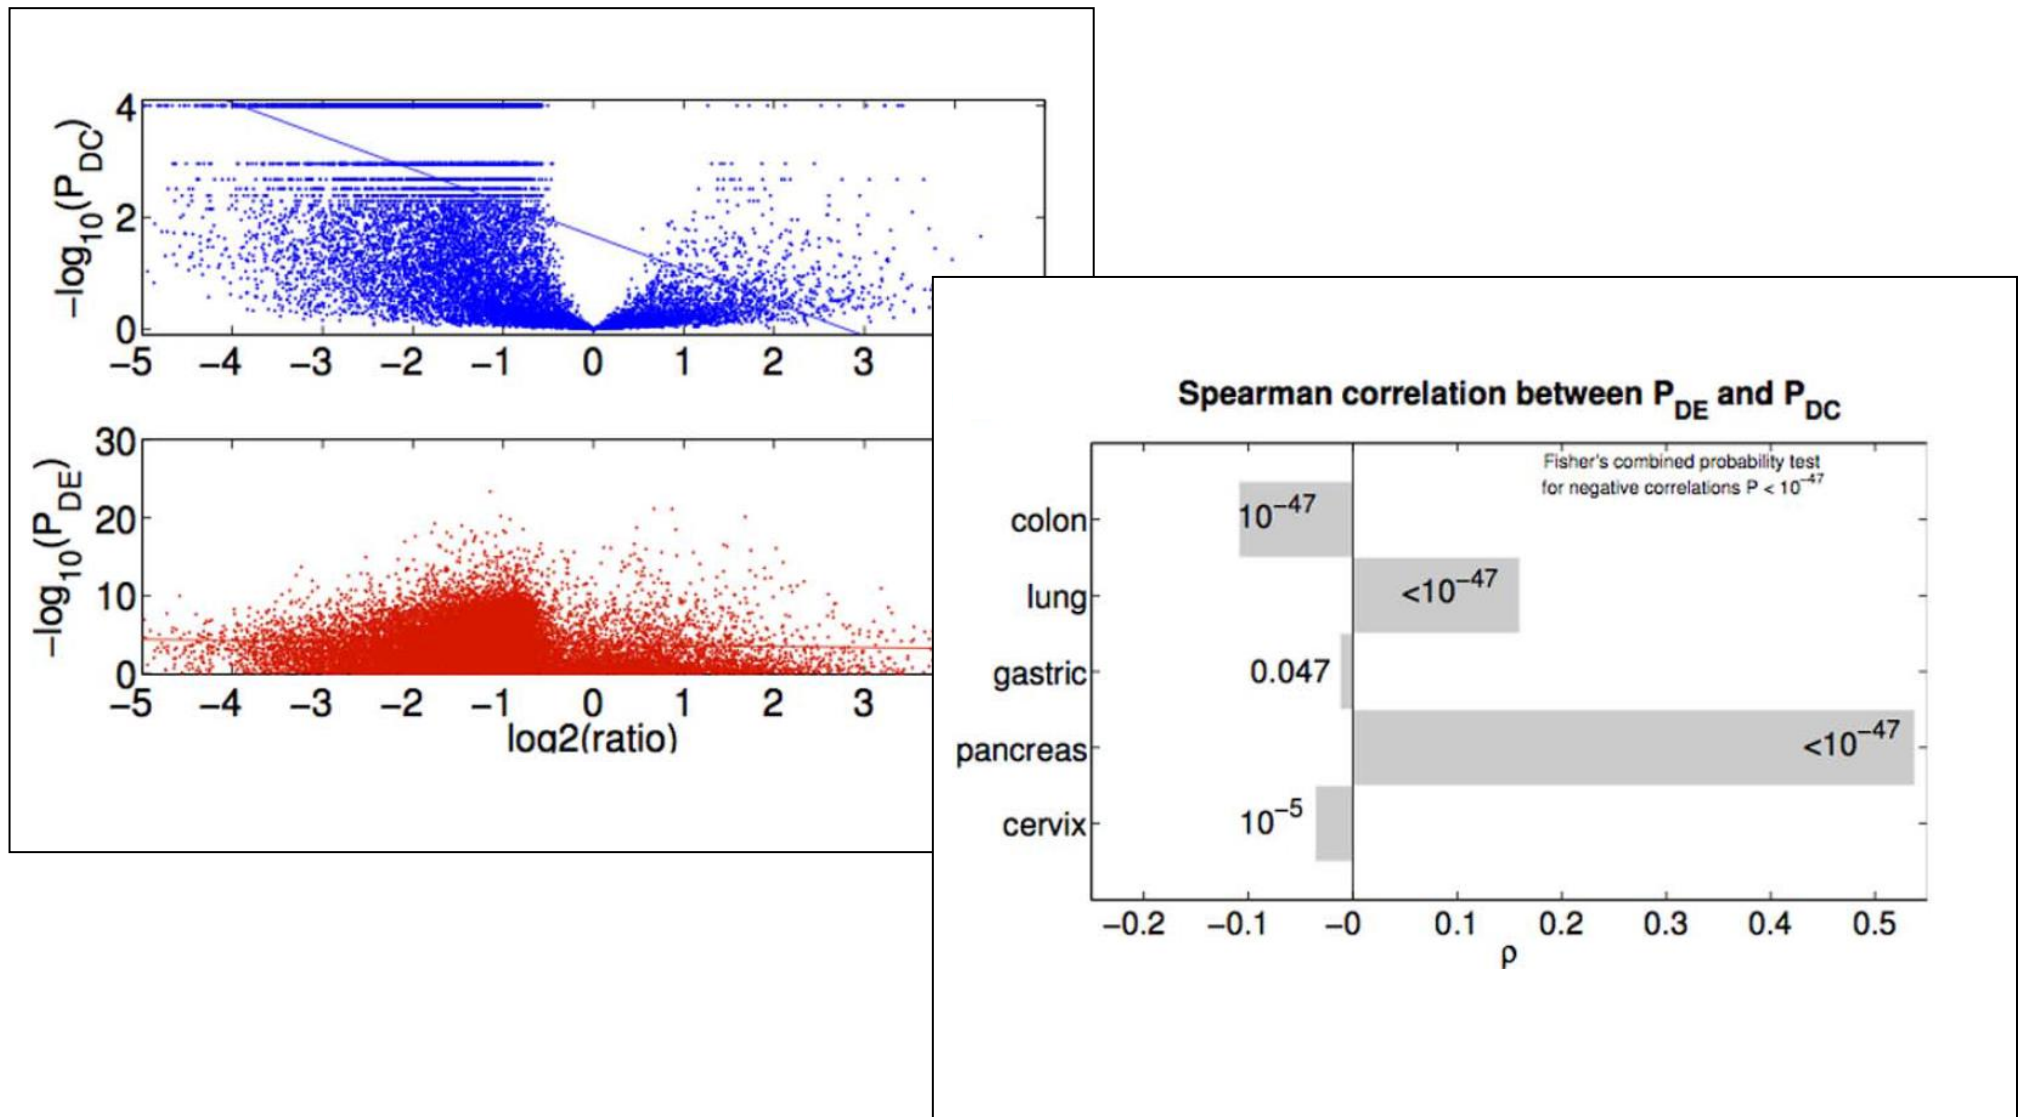 4
2
0
−log10(PDC)
−5 −4 −3 −2 −1 0 1 2 3
30
20
10
0
−log10(PDE)
−5 −4 −3 −2 −1 0 1 2 3
log2(ratio)
Spearman correlation between PDE and PDC
Fisher's combined probability test
for negative correlations P < 10−47
colon 10−47
lung <10−47
gastric 0.047
pancreas <10−47
cervix 10−5
−0.2 −0.1 −0 0.1 0.2 0.3 0.4 0.5
ρ